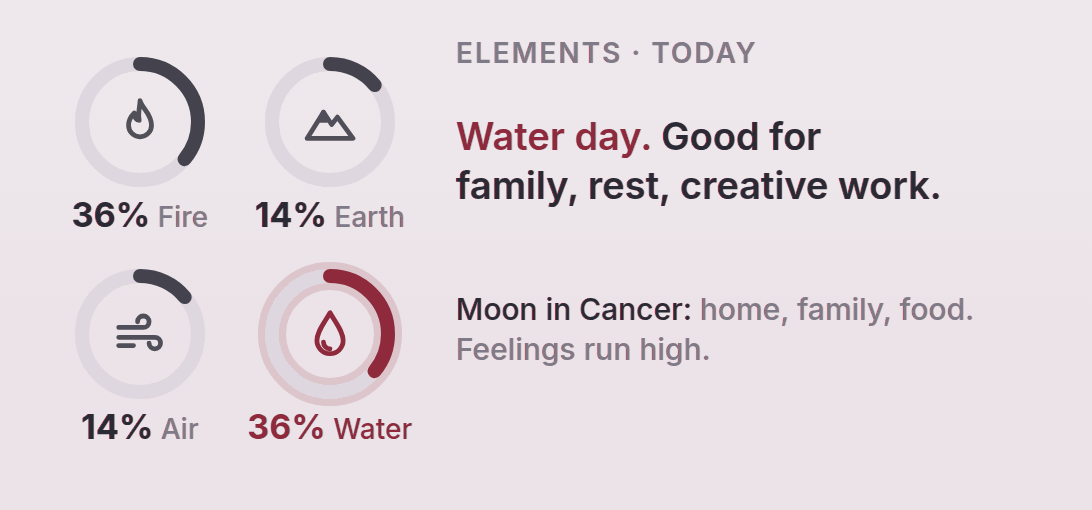 ELEMENTS · TODAY
Water day. Good for
family, rest, creative work.
Moon in Cancer: home, family, food.
Feelings run high.
36% Fire
14% Earth
14% Air
36% Water